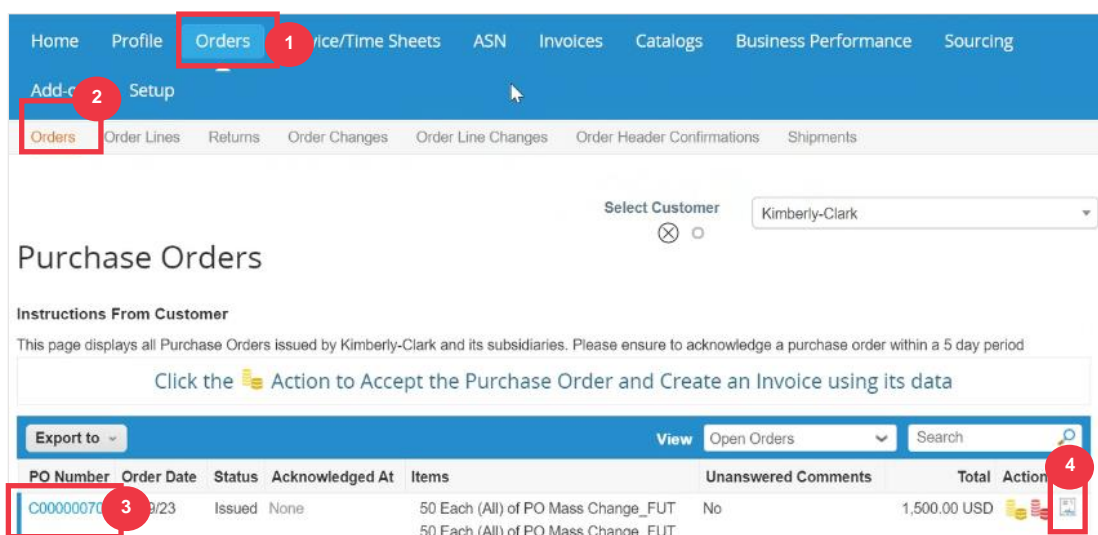 Home Profile Orders 1 vice/Time Sheets ASN Invoices Catalogs Business Performance Sourcing
Add-o 2 Setup
Orders Order Lines Returns Order Changes Order Line Changes Order Header Confirmations Shipments
Select Customer Kimberly-Clark
Purchase Orders
Instructions From Customer
This page displays all Purchase Orders issued by Kimberly-Clark and its subsidiaries. Please ensure to acknowledge a purchase order within a 5 day period
Click the Action to Accept the Purchase Order and Create an Invoice using its data
Export to View Open Orders Search
4
PO Number Order Date Status Acknowledged At Items Unanswered Comments Total Action
C00000070 3 9/23 Issued None 50 Each (All) of PO Mass Change_FUT No 1,500.00 USD
50 Each (All) of PO Mass Change_FUT